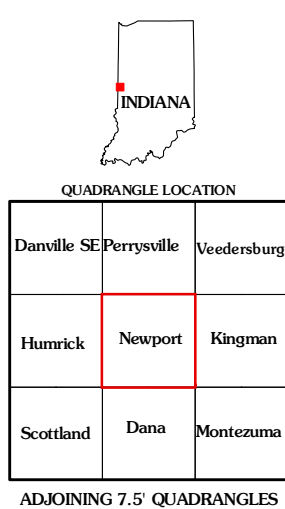 INDIANA
QUADRANGLE LOCATION
Danville SE Perrysville Veedersburg
Humrick Newport Kingman
Scottland Dana Montezuma
ADJOINING 7.5' QUADRANGLES